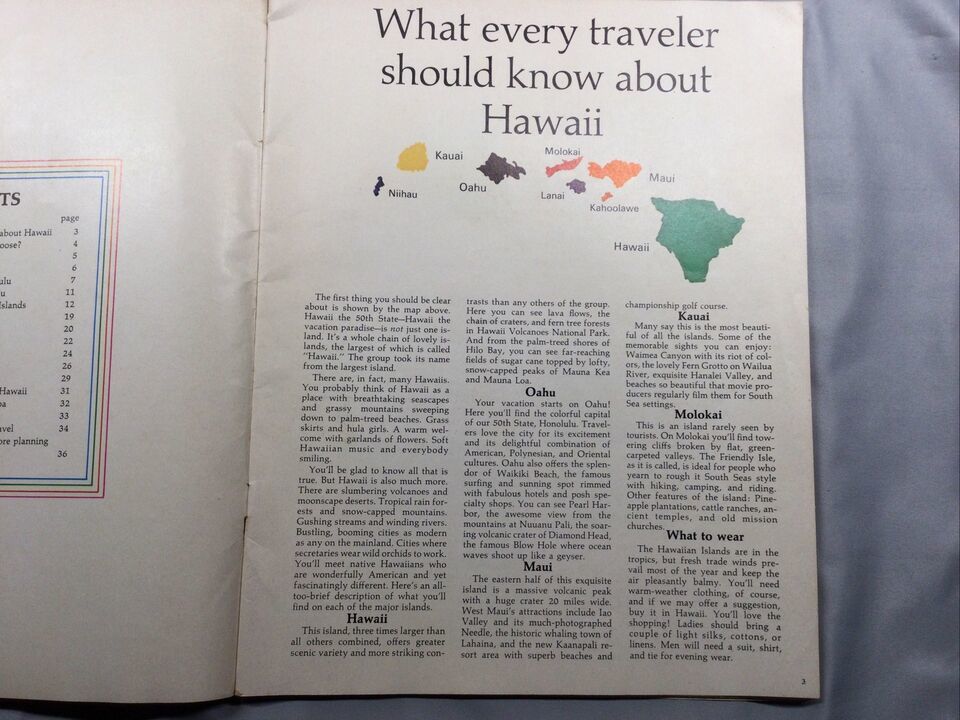 TS
page
about Hawaii 3
oose? 4
5
6
ulu 7
u 11
Islands 12
19
20
22
24
26
29
Hawaii 31
oa 32
33
avel 34
ore planning
36
What every traveler
should know about
Hawaii
Kauai
Niihau
Oahu
Molokai
Lanai
Maui
Kahoolawe
Hawaii
The first thing you should be clear
about is shown by the map above.
Hawaii the 50th State—Hawaii the
vacation paradise—is not just one is-
land. It's a whole chain of lovely is-
lands, the largest of which is called
"Hawaii." The group took its name
from the largest island.
There are, in fact, many Hawaiis.
You probably think of Hawaii as a
place with breathtaking seascapes
and grassy mountains sweeping
down to palm-treed beaches. Grass
skirts and hula girls. A warm wel-
come with garlands of flowers. Soft
Hawaiian music and everybody
smiling.
You'll be glad to know all that is
true. But Hawaii is also much more.
There are slumbering volcanoes and
moonscape deserts. Tropical rain for-
ests and snow-capped mountains.
Gushing streams and winding rivers.
Bustling, booming cities as modern
as any on the mainland. Cities where
secretaries wear wild orchids to work.
You'll meet native Hawaiians who
are wonderfully American and yet
fascinatingly different. Here's an all-
too-brief description of what you'll
find on each of the major islands.
Hawaii
This island, three times larger than
all others combined, offers greater
scenic variety and more striking con-
trasts than any others of the group.
Here you can see lava flows, the
chain of craters, and fern tree forests
in Hawaii Volcanoes National Park.
And from the palm-treed shores of
Hilo Bay, you can see far-reaching
fields of sugar cane topped by lofty,
snow-capped peaks of Mauna Kea
and Mauna Loa.
Oahu
Your vacation starts on Oahu!
Here you'll find the colorful capital
of our 50th State, Honolulu. Travel-
ers love the city for its excitement
and its delightful combination of
American, Polynesian, and Oriental
cultures. Oahu also offers the splen-
dor of Waikiki Beach, the famous
surfing and sunning spot rimmed
with fabulous hotels and posh spe-
cialty shops. You can see Pearl Har-
bor, the awesome view from the
mountains at Nuuanu Pali, the soar-
ing volcanic crater of Diamond Head,
the famous Blow Hole where ocean
waves shoot up like a geyser.
Maui
The eastern half of this exquisite
island is a massive volcanic peak
with a huge crater 20 miles wide.
West Maui's attractions include Iao
Valley and its much-photographed
Needle, the historic whaling town of
Lahaina, and the new Kaanapali re-
sort area with superb beaches and
championship golf course.
Kauai
Many say this is the most beauti-
ful of all the islands. Some of the
memorable sights you can enjoy:
Waimea Canyon with its riot of col-
ors, the lovely Fern Grotto on Wailua
River, exquisite Hanalei Valley, and
beaches so beautiful that movie pro-
ducers regularly film them for South
Sea settings.
Molokai
This is an island rarely seen by
tourists. On Molokai you'll find tow-
ering cliffs broken by flat, green-
carpeted valleys. The Friendly Isle,
as it is called, is ideal for people who
yearn to rough it South Seas style
with hiking, camping, and riding.
Other features of the island: Pine-
apple plantations, cattle ranches, an-
cient temples, and old mission
churches.
What to wear
The Hawaiian Islands are in the
tropics, but fresh trade winds pre-
vail most of the year and keep the
air pleasantly balmy. You'll need
warm-weather clothing, of course,
and if we may offer a suggestion,
buy it in Hawaii. You'll love the
shopping! Ladies should bring a
couple of light silks, cottons, or
linens. Men will need a suit, shirt,
and tie for evening wear.
3